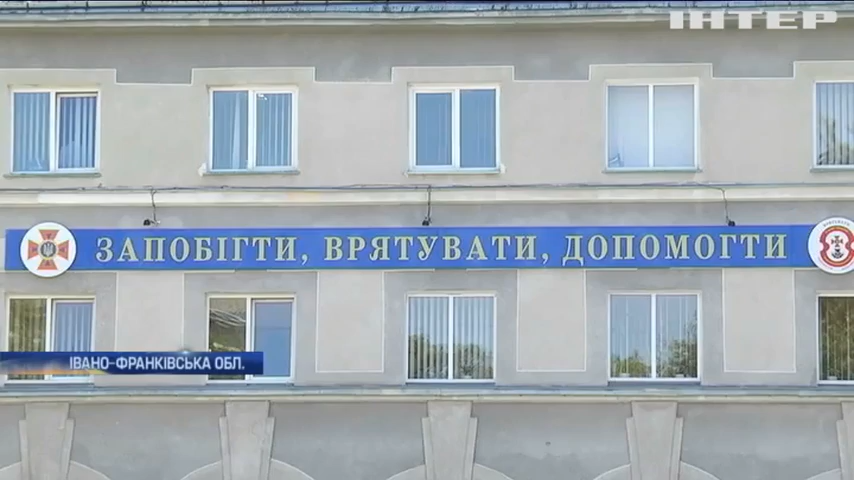 ІНТЕР
ЗАПОБІГТИ, ВРЯТУВАТИ, ДОПОМОГТИ
ІВАНО-ФРАНКІВСЬКА ОБЛ.